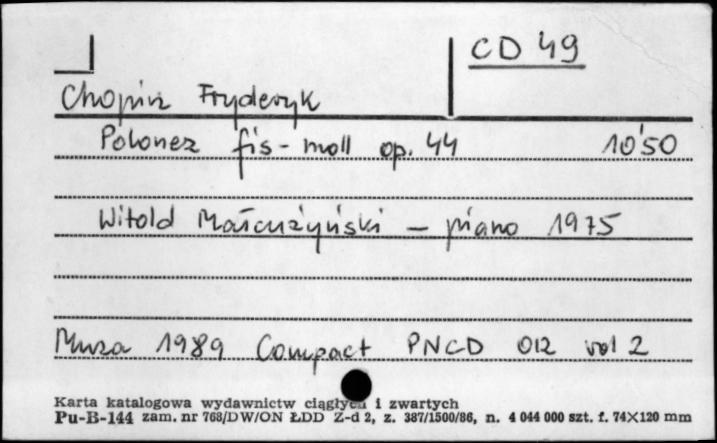 CD 49
Chopin Fryderyk
Polonez fis-moll op. 44 10'50
Witold Małcużyński – piano 1975
Muza 1989 Compact PNCD 012 vol 2
Karta katalogowa wydawnictw ciągłych i zwartych
Pu-B-144 zam. nr 768/DW/ON ŁDD Z-d 2, z. 387/1500/86, n. 4 044 000 szt. f. 74X120 mm